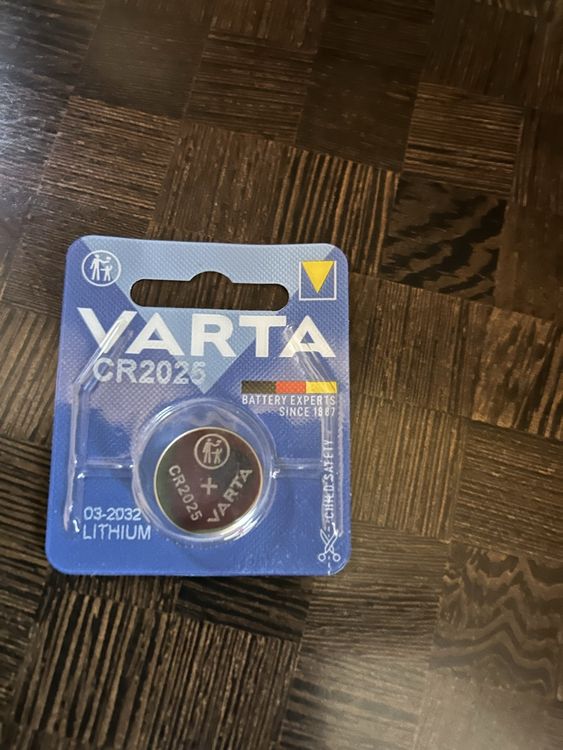 VARTA
CR2025
BATTERY EXPERTS
SINCE 1887
CR2025
+
VARTA
CHILD SAFETY
03-2032
LITHIUM